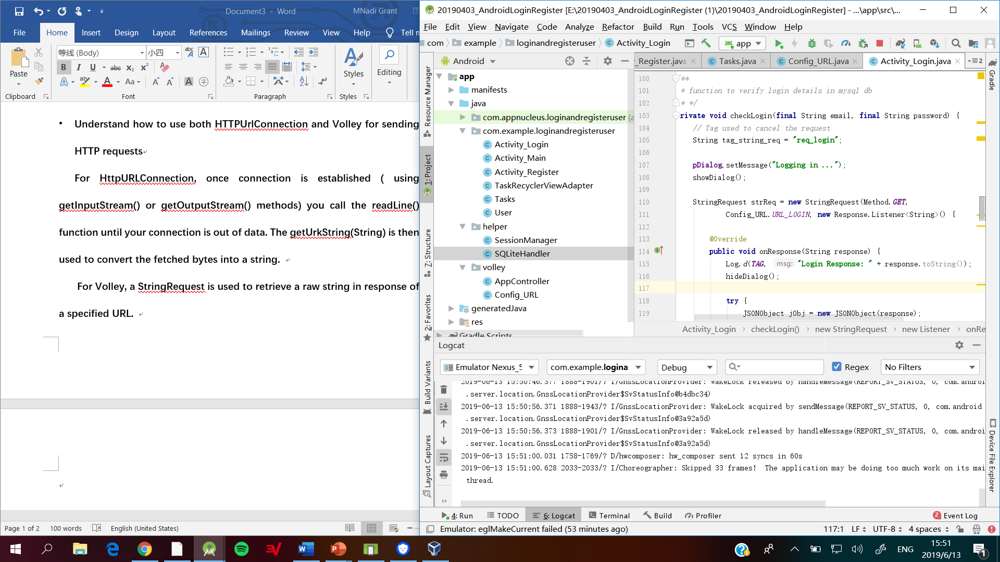 Document3 - Word
MNadi Grant
File Home Insert Design Layout References Mailings Review View Help Tell
等线 (Body) 小四
Paste
Styles
Editing
Clipboard Font Paragraph Styles
• Understand how to use both HTTPUrlConnection and Volley for sending
HTTP requests
For HttpURLConnection, once connection is established ( using
getInputStream() or getOutputStream() methods) you call the readLine()
function until your connection is out of data. The getUrkString(String) is then
used to convert the fetched bytes into a string.
For Volley, a StringRequest is used to retrieve a raw string in response of
a specified URL.
Page 1 of 2 100 words English (United States)
20190403_AndroidLoginRegister [E:\20190403_AndroidLoginRegister (1)\20190403_AndroidLoginRegister] - ...\app\src\...
File Edit View Navigate Code Analyze Refactor Build Run Tools VCS Window Help
com example loginandregisteruser Activity_Login app
Android
_Register.java Tasks.java Config_URL.java Activity_Login.java 2
Resource Manager
1: Project
Z: Structure
2: Favorites
Build Variants
Layout Captures
app
manifests
java
com.appnucleus.loginandregisteruser (a
com.example.loginandregisteruser
Activity_Login
Activity_Main
Activity_Register
TaskRecyclerViewAdapter
Tasks
User
helper
SessionManager
SQLiteHandler
volley
AppController
Config_URL
generatedJava
res
Gradle Scripts
100 **
101 * function to verify login details in mysql db
102 * */
103 rivate void checkLogin(final String email, final String password) {
104 // Tag used to cancel the request
105 String tag_string_req = "req_login";
106
107 pDialog.setMessage("Logging in ...");
108 showDialog();
109
110 StringRequest strReq = new StringRequest(Method.GET,
111 Config_URL.URL_LOGIN, new Response.Listener<String>() {
112
113 @Override
114 public void onResponse(String response) {
115 Log.d(TAG, msg: "Login Response: " + response.toString());
116 hideDialog();
117
118 try {
119 JSONObject jObj = new JSONObject(response);
Activity_Login › checkLogin() › new StringRequest › new Listener › onRe
Gradle
Device File Explorer
Logcat
Emulator Nexus_5 com.example.logina Debug Regex No Filters
2019-06-13 15:50:46.377 1888-1901/? I/GnssLocationProvider: WakeLock released by handleMessage(REPORT_SV_STATUS, 0, com.androi
.server.location.GnssLocationProvider$SvStatusInfo@b4dbc34)
2019-06-13 15:50:56.371 1888-1943/? I/GnssLocationProvider: WakeLock acquired by sendMessage(REPORT_SV_STATUS, 0, com.android
.server.location.GnssLocationProvider$SvStatusInfo@3a92a5d)
2019-06-13 15:50:56.373 1888-1901/? I/GnssLocationProvider: WakeLock released by handleMessage(REPORT_SV_STATUS, 0, com.androi
.server.location.GnssLocationProvider$SvStatusInfo@3a92a5d)
2019-06-13 15:51:00.031 1758-1769/? D/hwcomposer: hw_composer sent 12 syncs in 60s
2019-06-13 15:51:00.628 2033-2033/? I/Choreographer: Skipped 33 frames! The application may be doing too much work on its mai
thread.
4: Run TODO 6: Logcat Terminal Build Profiler 2 Event Log
Emulator: eglMakeCurrent failed (53 minutes ago) 117:1 LF UTF-8 4 spaces
ENG 15:51
2019/6/13 1